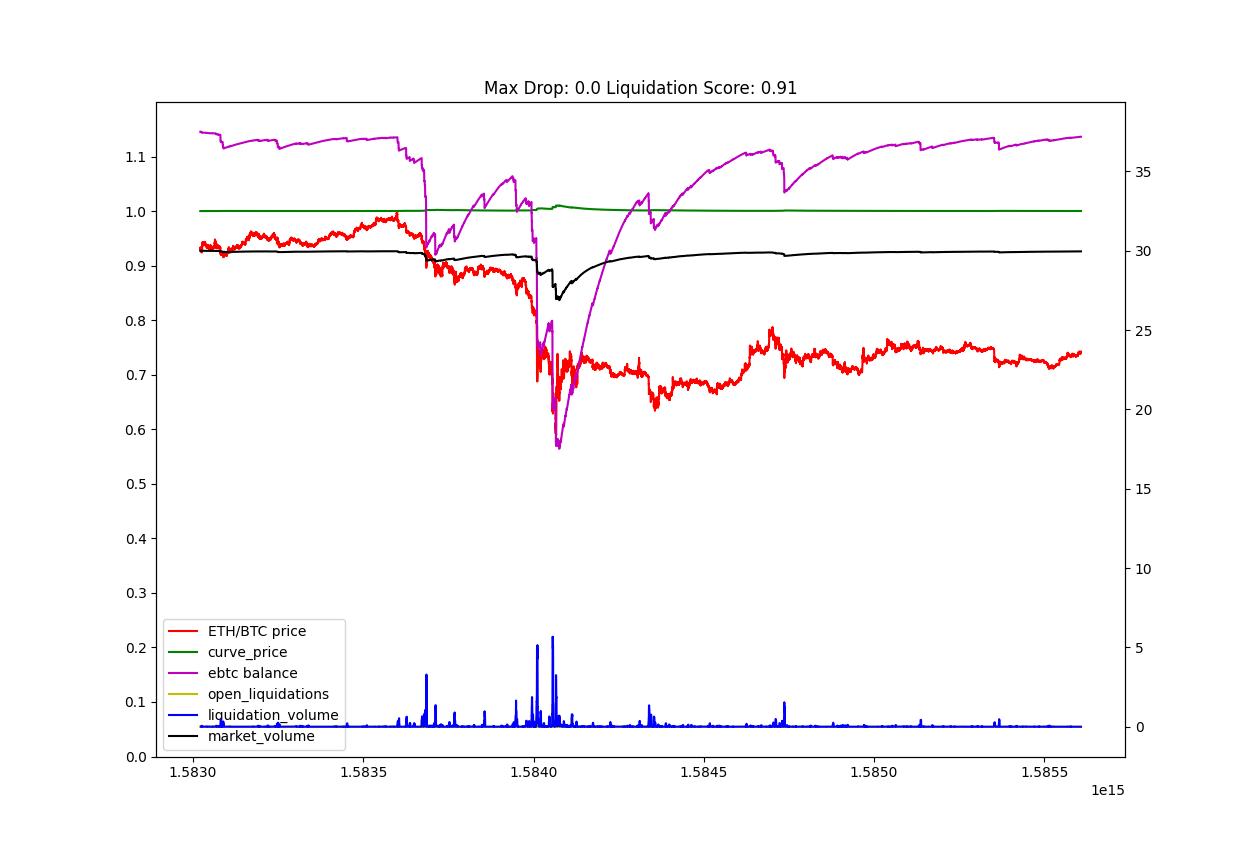 Max Drop: 0.0 Liquidation Score: 0.91
1.1
1.0
0.9
0.8
0.7
0.6
0.5
0.4
0.3
0.2
0.1
0.0
35
30
25
20
15
10
5
0
ETH/BTC price
curve_price
ebtc balance
open_liquidations
liquidation_volume
market_volume
1.5830 1.5835 1.5840 1.5845 1.5850 1.5855
1e15